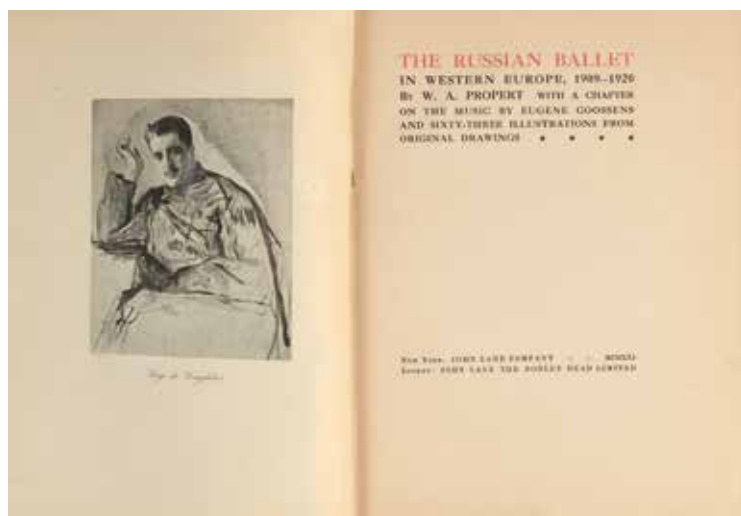 THE RUSSIAN BALLET
IN WESTERN EUROPE, 1909–1920
BY W. A. PROPERT WITH A CHAPTER
ON THE MUSIC BY EUGENE GOOSSENS
AND SIXTY-THREE ILLUSTRATIONS FROM
ORIGINAL DRAWINGS
NEW YORK: JOHN LANE COMPANY
LONDON: JOHN LANE THE BODLEY HEAD LIMITED